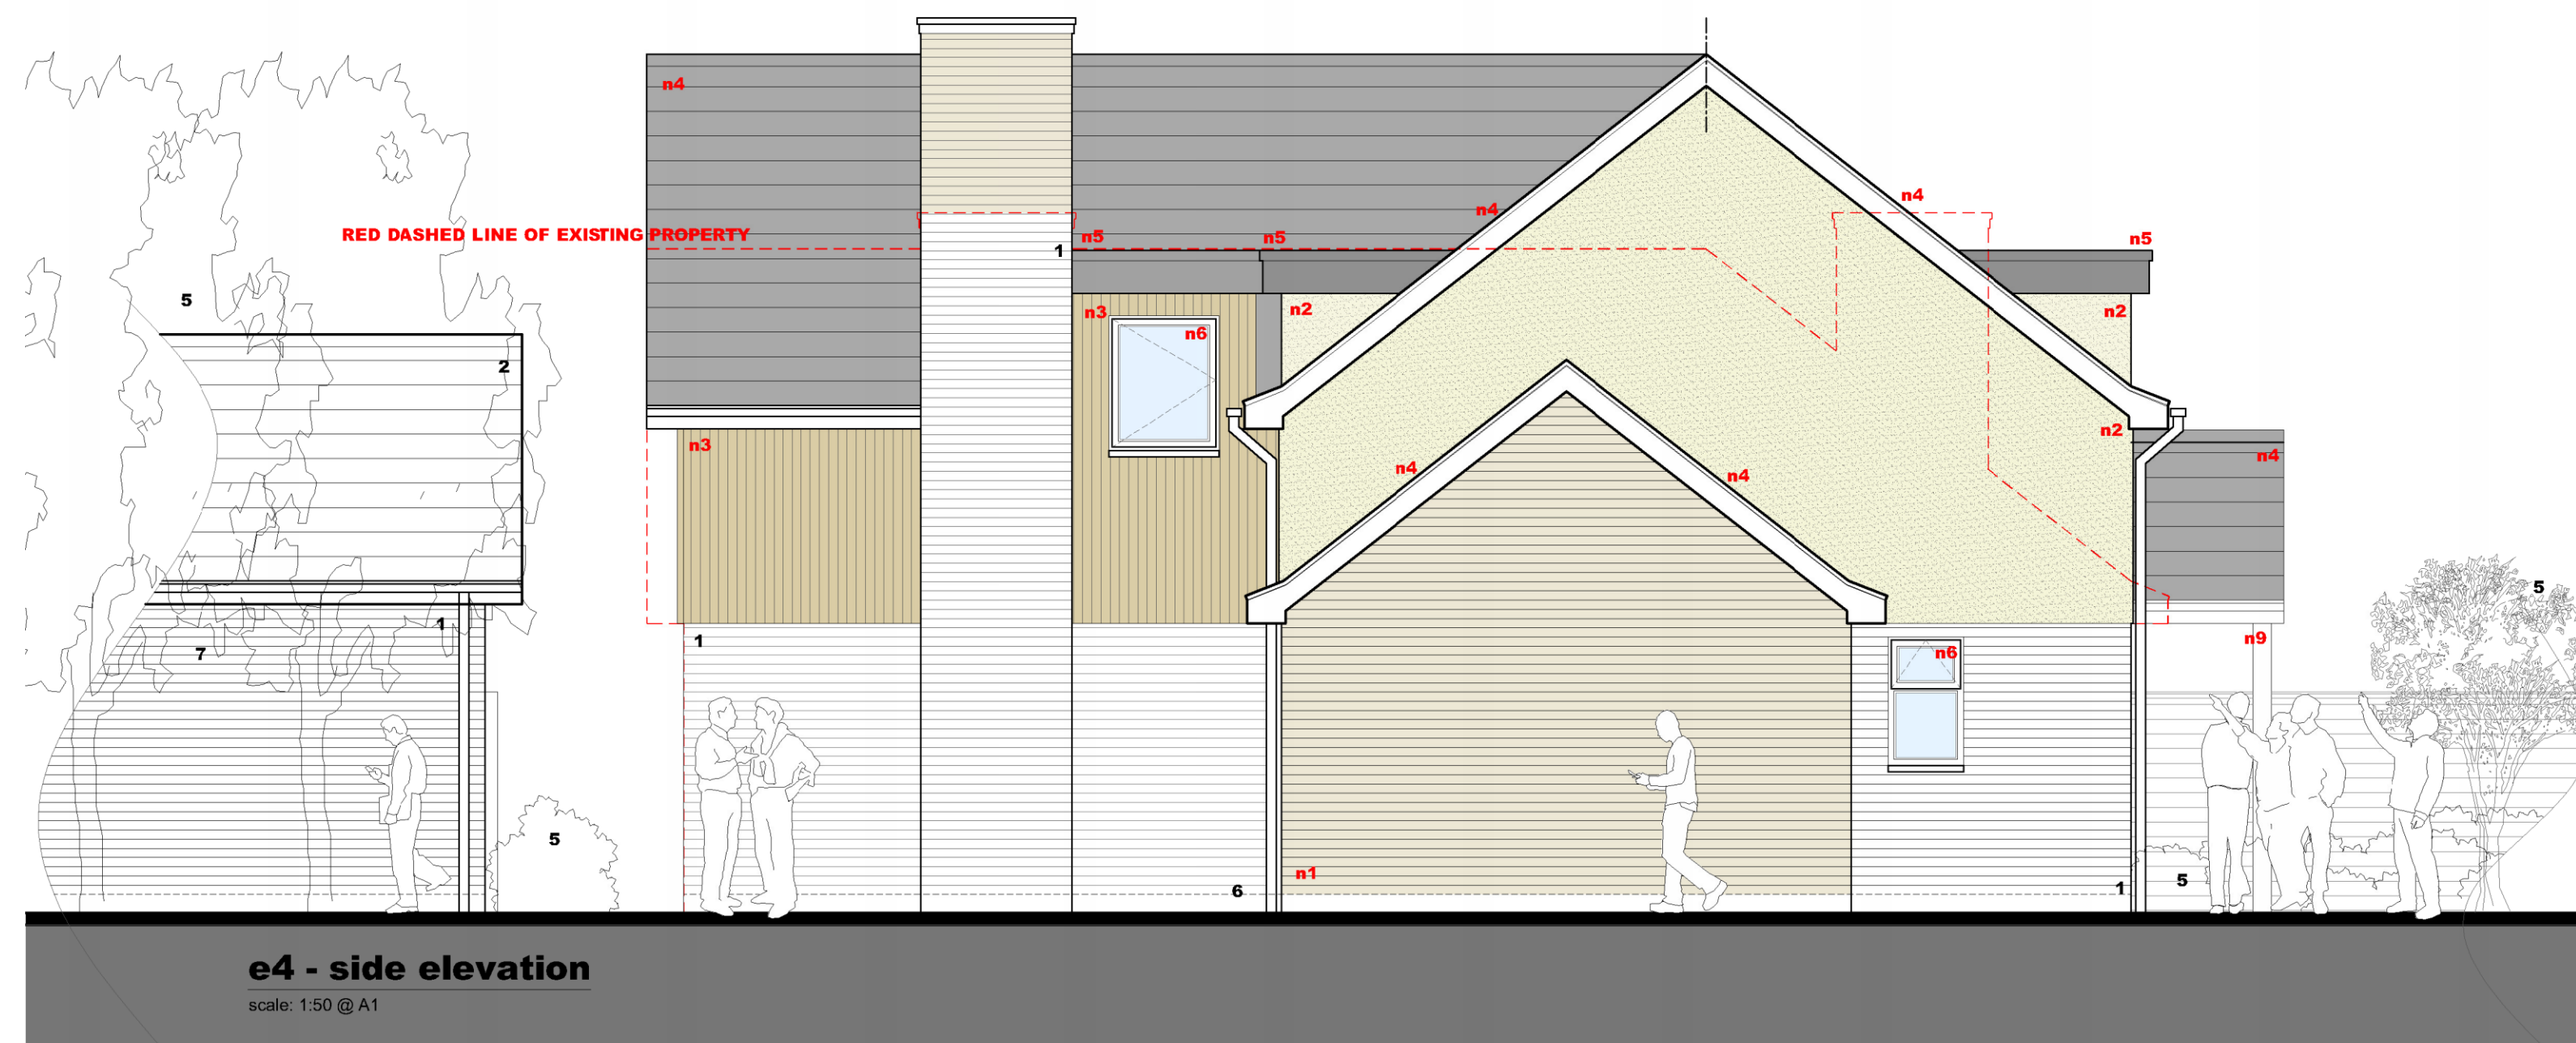 n4
n4
n4
RED DASHED LINE OF EXISTING PROPERTY
n5
n5
n5
1
5
n3
n6
n2
n2
2
n3
n4
n4
n2
n4
5
1
1
7
n6
n9
5
n1
6
1
5
e4 - side elevation
scale: 1:50 @ A1